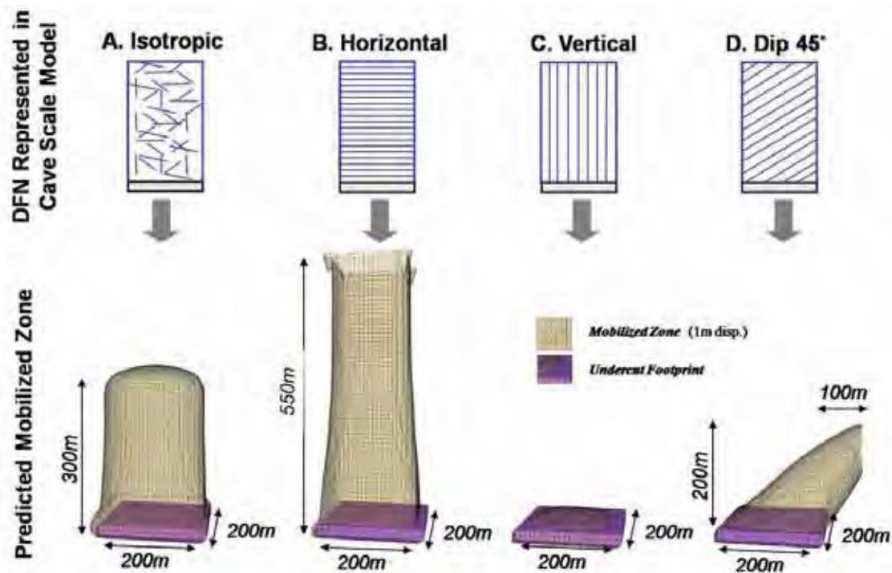 DFN Represented in
Cave Scale Model
A. Isotropic
B. Horizontal
C. Vertical
D. Dip 45°
Predicted Mobilized Zone
300m
200m
200m
550m
200m
200m
Mobilized Zone (1m disp.)
Undercut Footprint
200m
200m
100m
200m
200m
200m